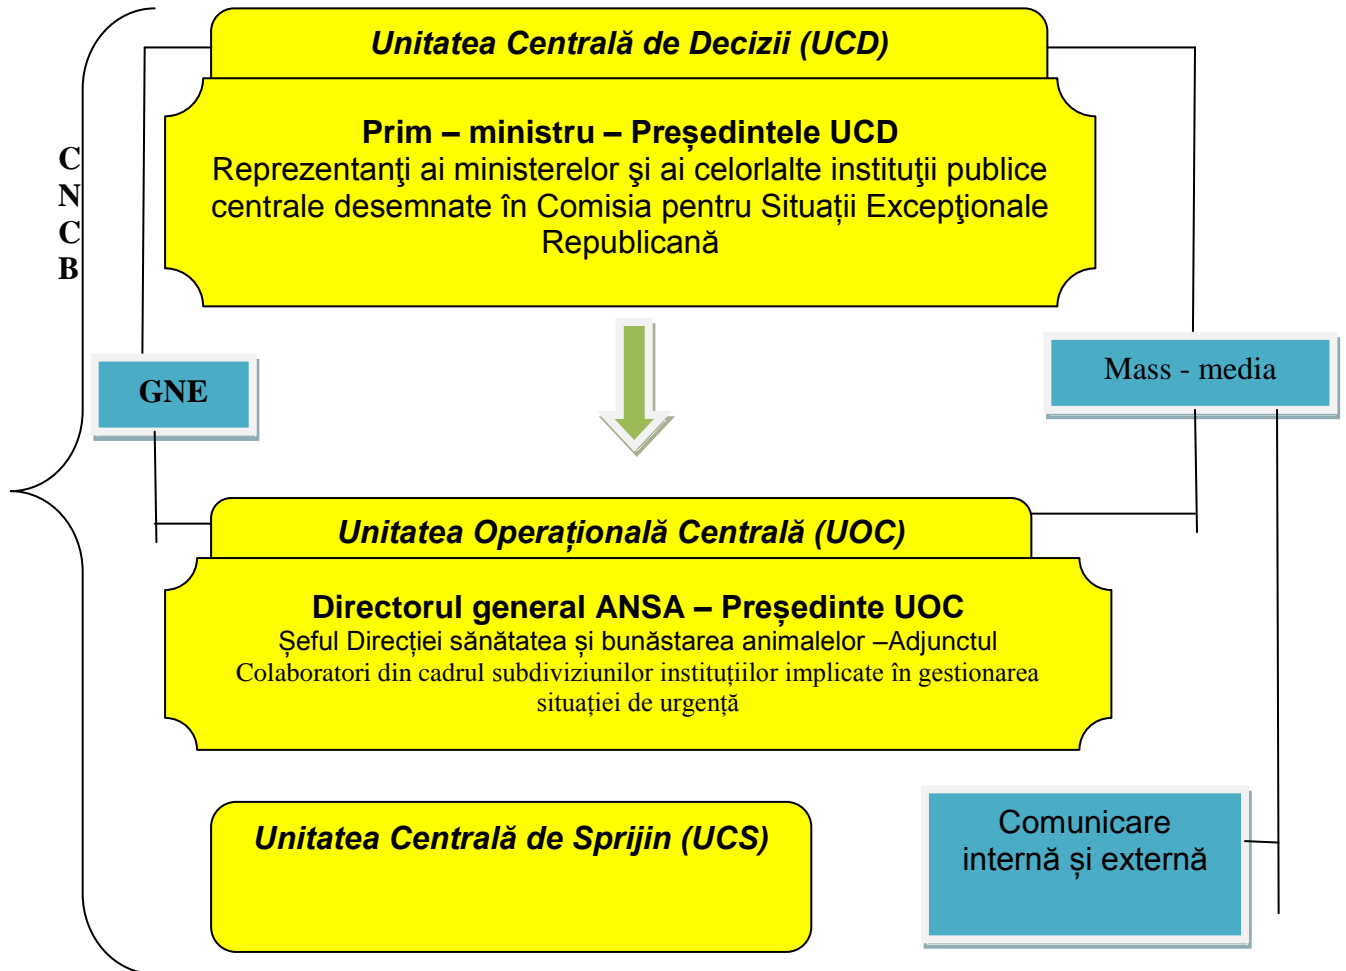 Unitatea Centrală de Decizii (UCD)
Prim – ministru – Președintele UCD
Reprezentanţi ai ministerelor şi ai celorlalte instituţii publice
centrale desemnate în Comisia pentru Situații Excepţionale
Republicană
C
N
C
B
GNE
Mass - media
Unitatea Operațională Centrală (UOC)
Directorul general ANSA – Președinte UOC
Șeful Direcției sănătatea și bunăstarea animalelor –Adjunctul
Colaboratori din cadrul subdiviziunilor instituțiilor implicate în gestionarea
situației de urgență
Unitatea Centrală de Sprijin (UCS)
Comunicare
internă și externă